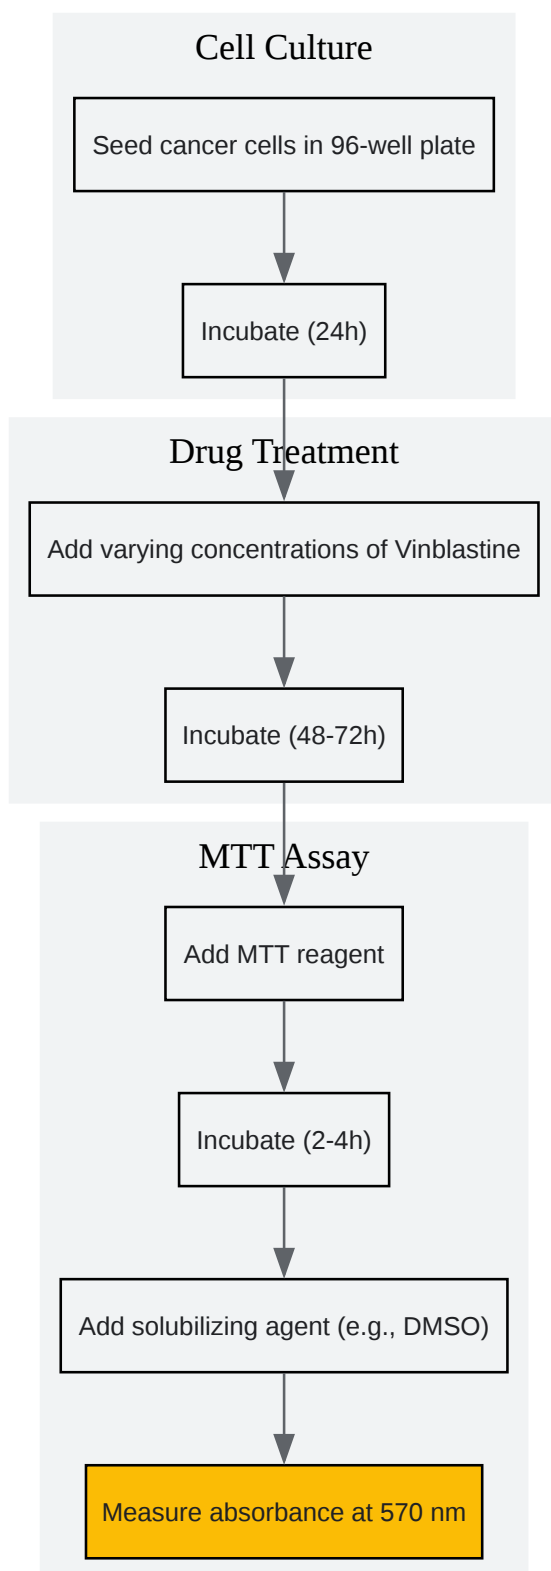 Cell Culture
Seed cancer cells in 96-well plate
Incubate (24h)
Drug Treatment
Add varying concentrations of Vinblastine
Incubate (48-72h)
MTT Assay
Add MTT reagent
Incubate (2-4h)
Add solubilizing agent (e.g., DMSO)
Measure absorbance at 570 nm